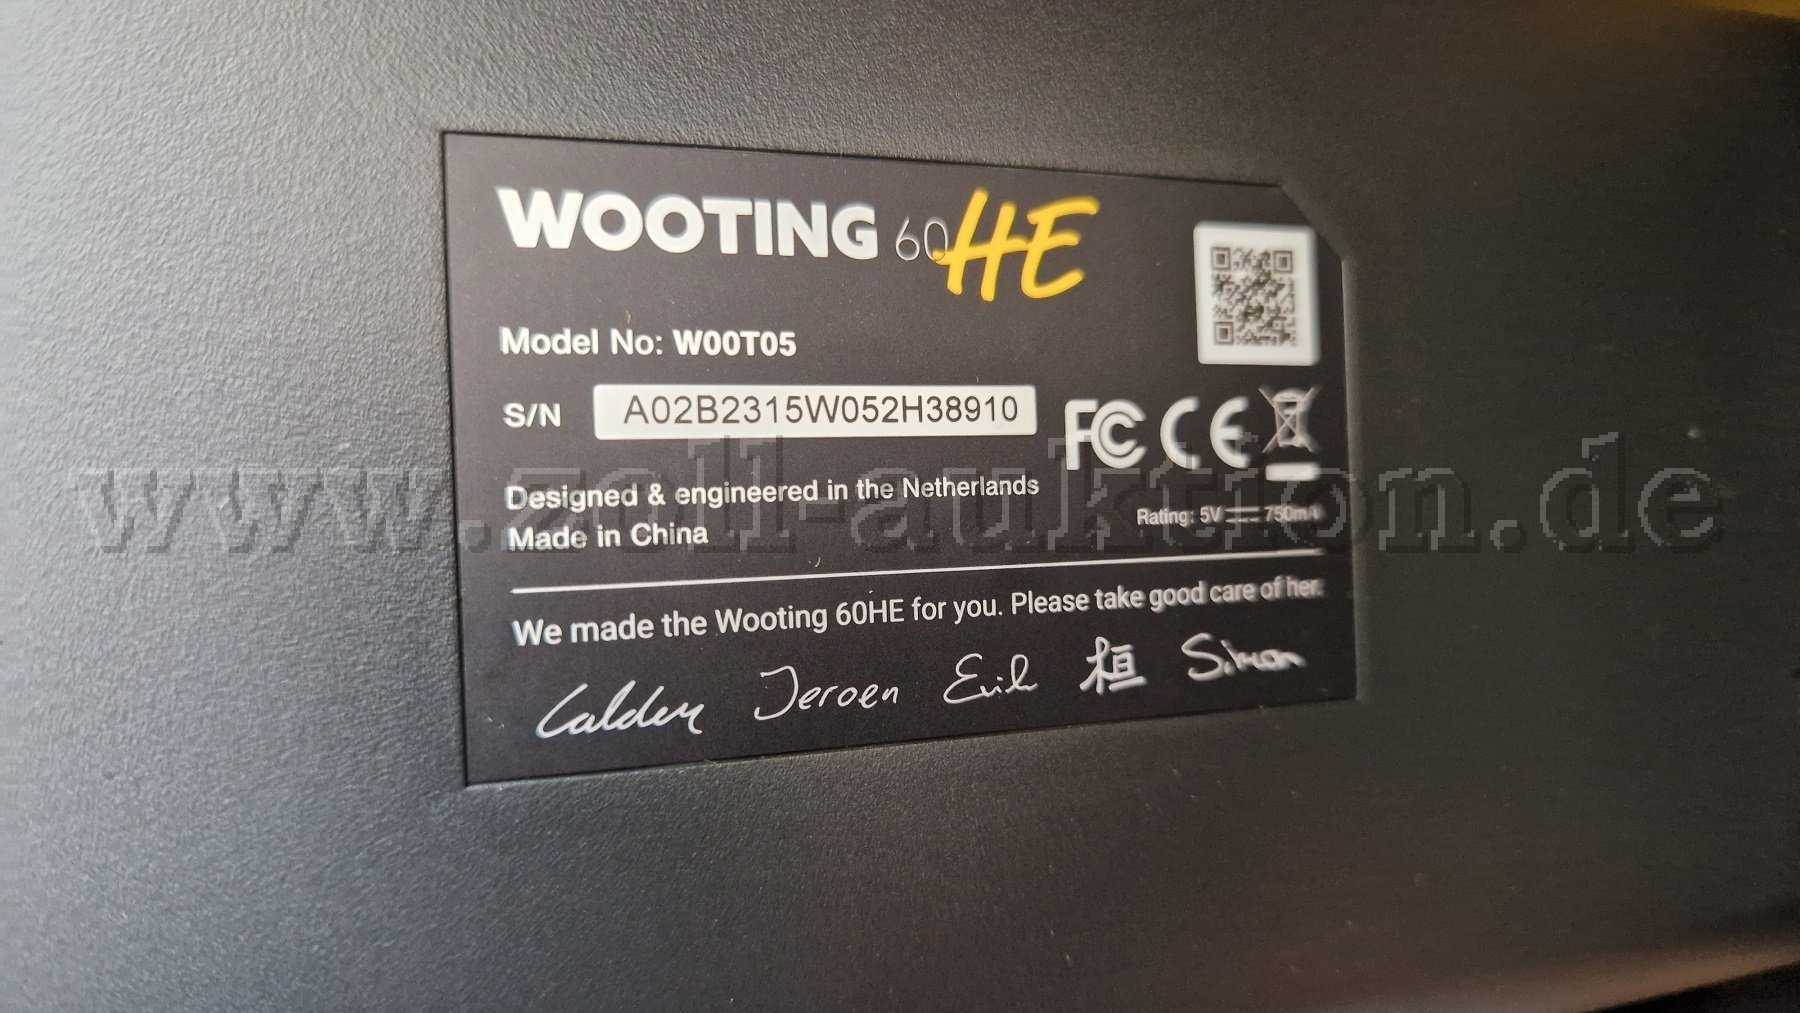 WOOTING 60HE
Model No: W00T05
S/N A02B2315W052H38910
FC CE
Designed & engineered in the Netherlands
Made in China
Rating: 5V 750mA
www.zoll-auktion.de
We made the Wooting 60HE for you. Please take good care of her.
Calder Jeroen Erik 桓 Simon